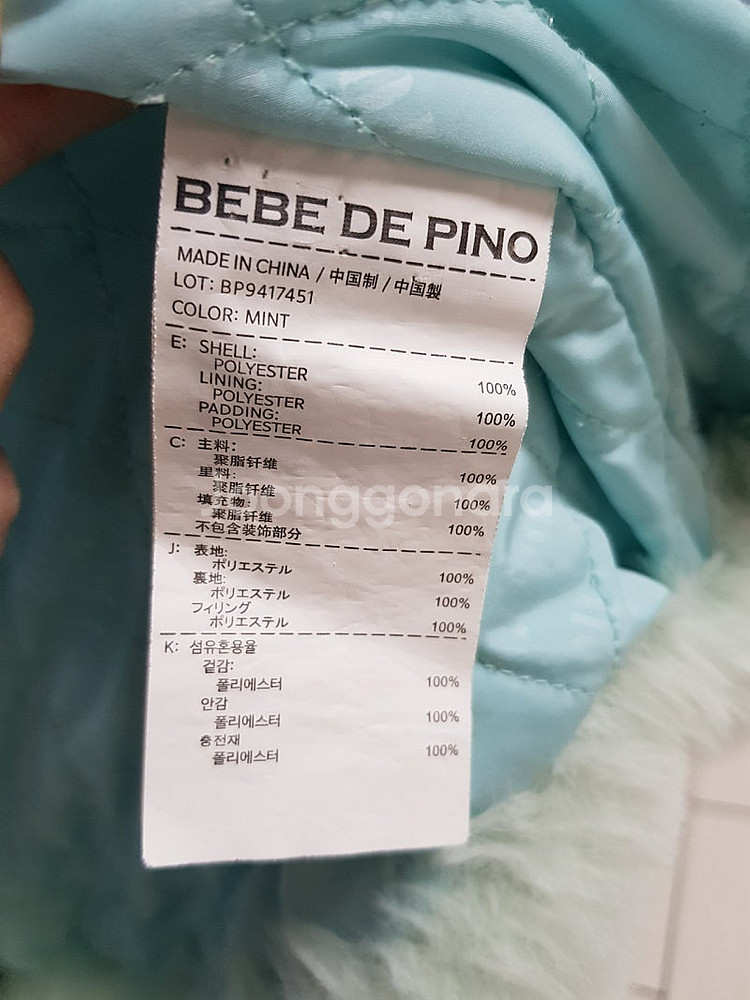 BEBE DE PINO
MADE IN CHINA / 中国制 / 中国製
LOT: BP9417451
COLOR: MINT
E: SHELL:
POLYESTER 100%
LINING:
POLYESTER 100%
PADDING:
POLYESTER 100%
C: 主料:
聚脂钎维 100%
里料:
聚脂钎维 100%
填充物:
聚脂钎维 100%
不包含装饰部分
J: 表地:
ポリエステル 100%
裏地:
ポリエステル 100%
フィリング
ポリエステル 100%
K: 섬유혼용율
겉감:
폴리에스터 100%
안감
폴리에스터 100%
충전재
폴리에스터 100%